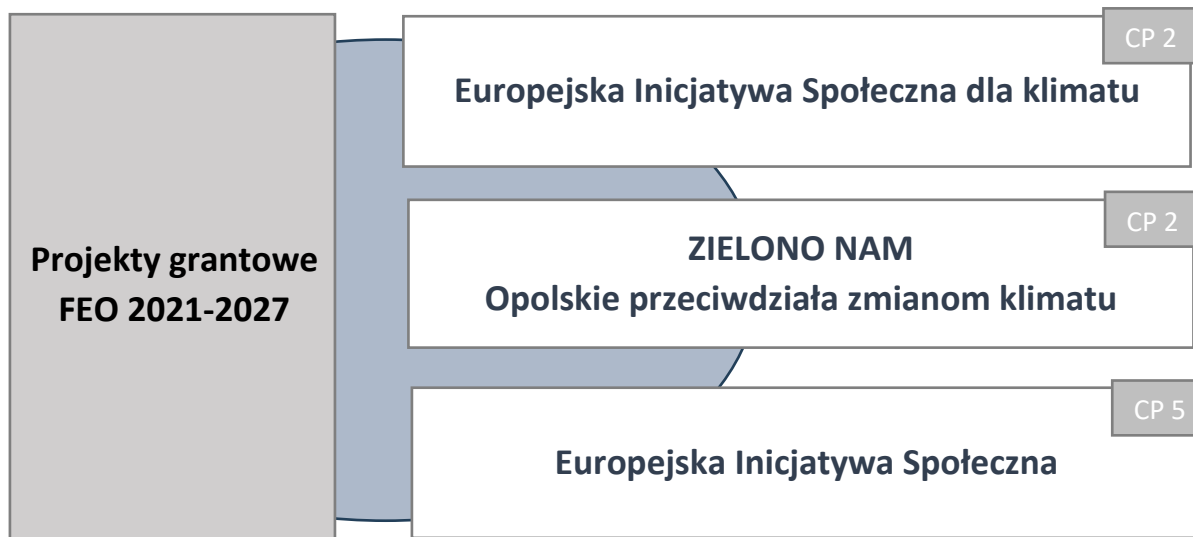 Projekty grantowe
FEO 2021-2027
CP 2
Europejska Inicjatywa Społeczna dla klimatu
CP 2
ZIELONO NAM
Opolskie przeciwdziała zmianom klimatu
CP 5
Europejska Inicjatywa Społeczna